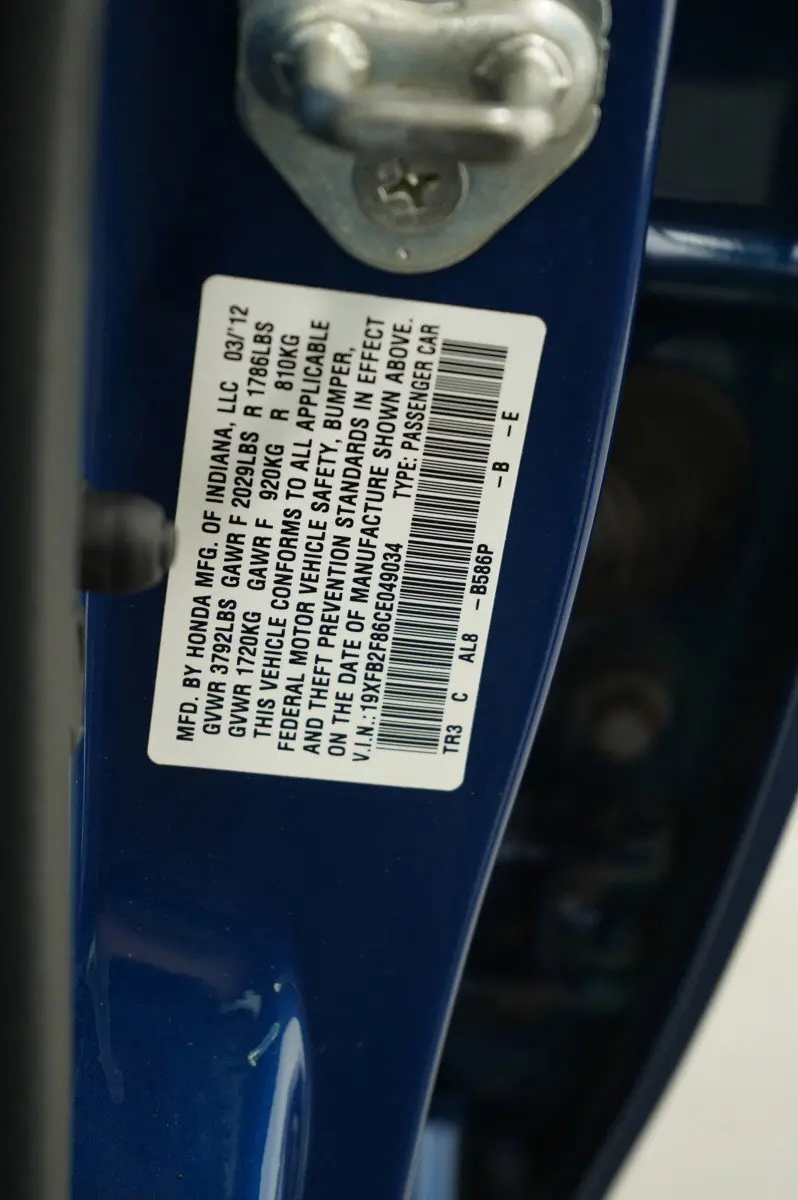 MFD. BY HONDA MFG. OF INDIANA, LLC 03/'12
GVWR 3792LBS GAWR F 2029LBS R 1786LBS
GVWR 1720KG GAWR F 920KG R 810KG
THIS VEHICLE CONFORMS TO ALL APPLICABLE
FEDERAL MOTOR VEHICLE SAFETY, BUMPER,
AND THEFT PREVENTION STANDARDS IN EFFECT
ON THE DATE OF MANUFACTURE SHOWN ABOVE.
V.I.N.:19XFB2F86CE049034 TYPE: PASSENGER CAR
TR3 C AL8 -B586P -B -E